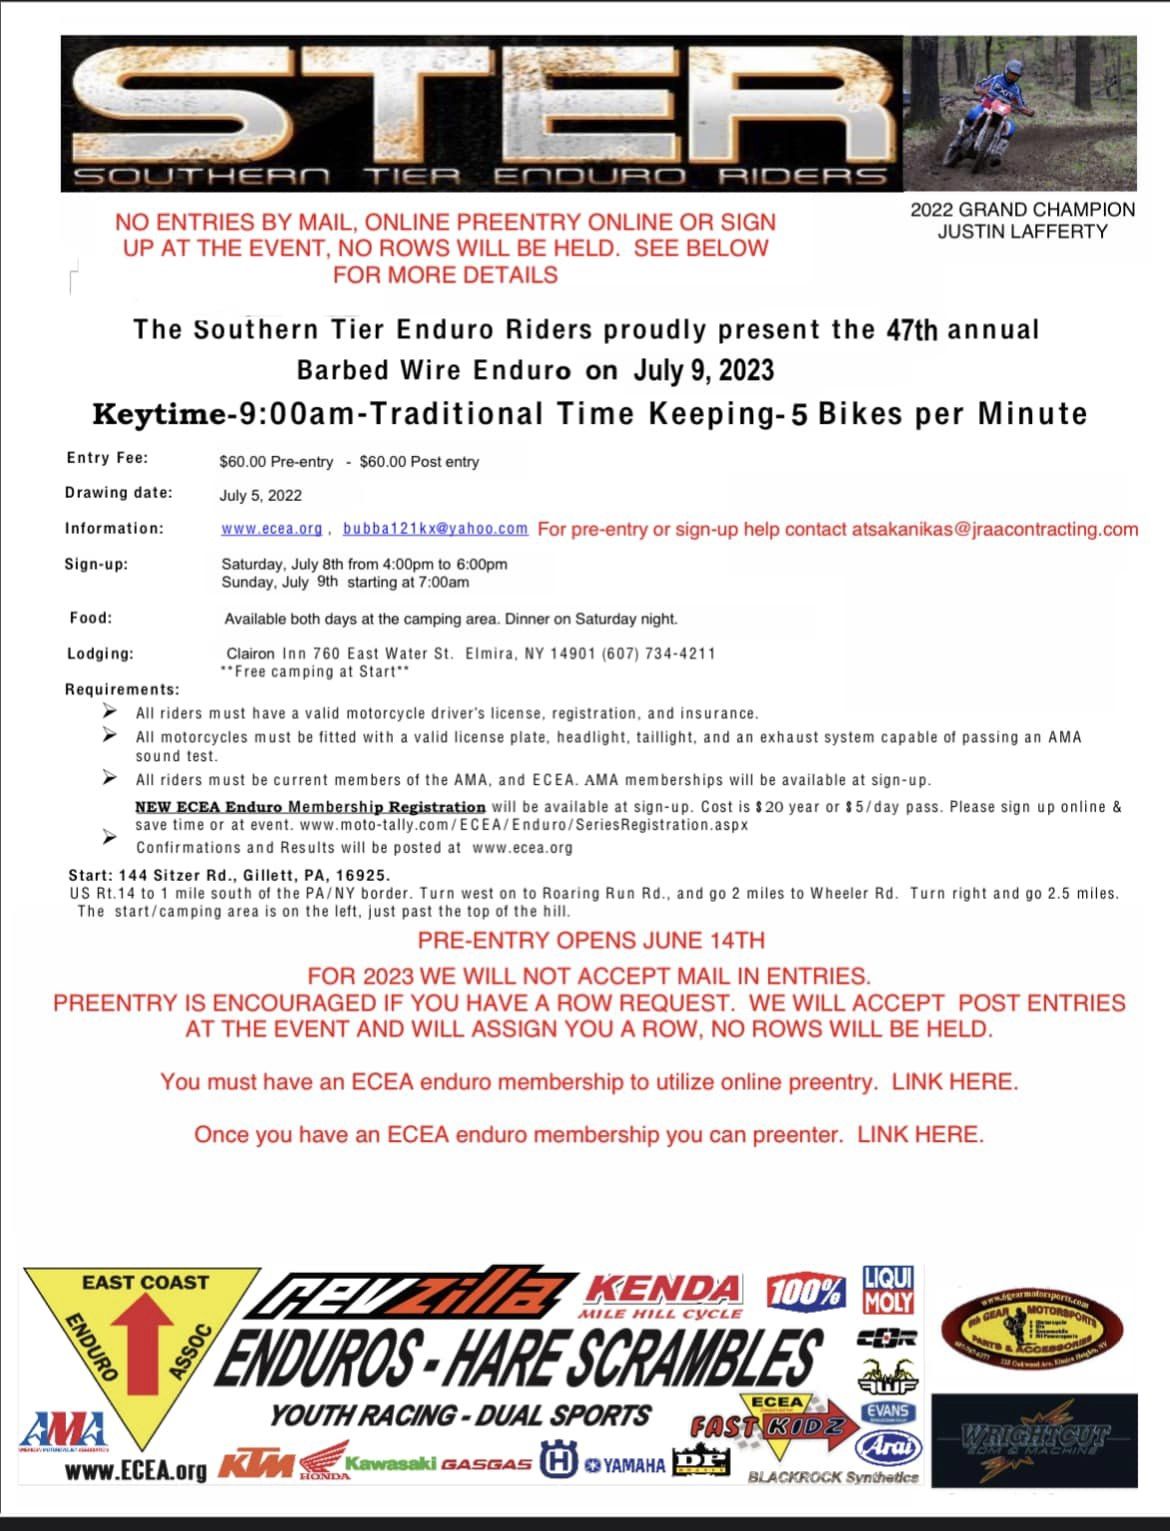 STER
SOUTHERN TIER ENDURO RIDERS
2022 GRAND CHAMPION
JUSTIN LAFFERTY
NO ENTRIES BY MAIL, ONLINE PREENTRY ONLINE OR SIGN
UP AT THE EVENT, NO ROWS WILL BE HELD. SEE BELOW
FOR MORE DETAILS
The Southern Tier Enduro Riders proudly present the 47th annual
Barbed Wire Enduro on July 9, 2023
Keytime-9:00am-Traditional Time Keeping-5 Bikes per Minute
Entry Fee: $60.00 Pre-entry - $60.00 Post entry
Drawing date: July 5, 2022
Information: www.ecea.org , bubba121kx@yahoo.com For pre-entry or sign-up help contact atsakanikas@jraacontracting.com
Sign-up: Saturday, July 8th from 4:00pm to 6:00pm
Sunday, July 9th starting at 7:00am
Food: Available both days at the camping area. Dinner on Saturday night.
Lodging: Clairon Inn 760 East Water St. Elmira, NY 14901 (607) 734-4211
**Free camping at Start**
Requirements:
➢ All riders must have a valid motorcycle driver's license, registration, and insurance.
➢ All motorcycles must be fitted with a valid license plate, headlight, taillight, and an exhaust system capable of passing an AMA
sound test.
➢ All riders must be current members of the AMA, and ECEA. AMA memberships will be available at sign-up.
NEW ECEA Enduro Membership Registration will be available at sign-up. Cost is $20 year or $5/day pass. Please sign up online &
save time or at event. www.moto-tally.com/ECEA/Enduro/SeriesRegistration.aspx
➢ Confirmations and Results will be posted at www.ecea.org
Start: 144 Sitzer Rd., Gillett, PA, 16925.
US Rt.14 to 1 mile south of the PA/NY border. Turn west on to Roaring Run Rd., and go 2 miles to Wheeler Rd. Turn right and go 2.5 miles.
The start/camping area is on the left, just past the top of the hill.
PRE-ENTRY OPENS JUNE 14TH
FOR 2023 WE WILL NOT ACCEPT MAIL IN ENTRIES.
PREENTRY IS ENCOURAGED IF YOU HAVE A ROW REQUEST. WE WILL ACCEPT POST ENTRIES
AT THE EVENT AND WILL ASSIGN YOU A ROW, NO ROWS WILL BE HELD.
You must have an ECEA enduro membership to utilize online preentry. LINK HERE.
Once you have an ECEA enduro membership you can preenter. LINK HERE.
EAST COAST
ENDURO
ASSOC
AMA
www.ECEA.org
revzilla
KENDA
MILE HILL CYCLE
100%
LIQUI
MOLY
ENDUROS - HARE SCRAMBLES
YOUTH RACING - DUAL SPORTS
ECEA
FAST KIDZ
EVANS
Arai
KTM
HONDA
Kawasaki
GASGAS
H
YAMAHA
BLACKROCK Synthetics
www.6gearmotorsports.com
6th GEAR MOTORSPORTS
PARTS & ACCESSORIES
WRIGHTCUT
EDM & MACHINE